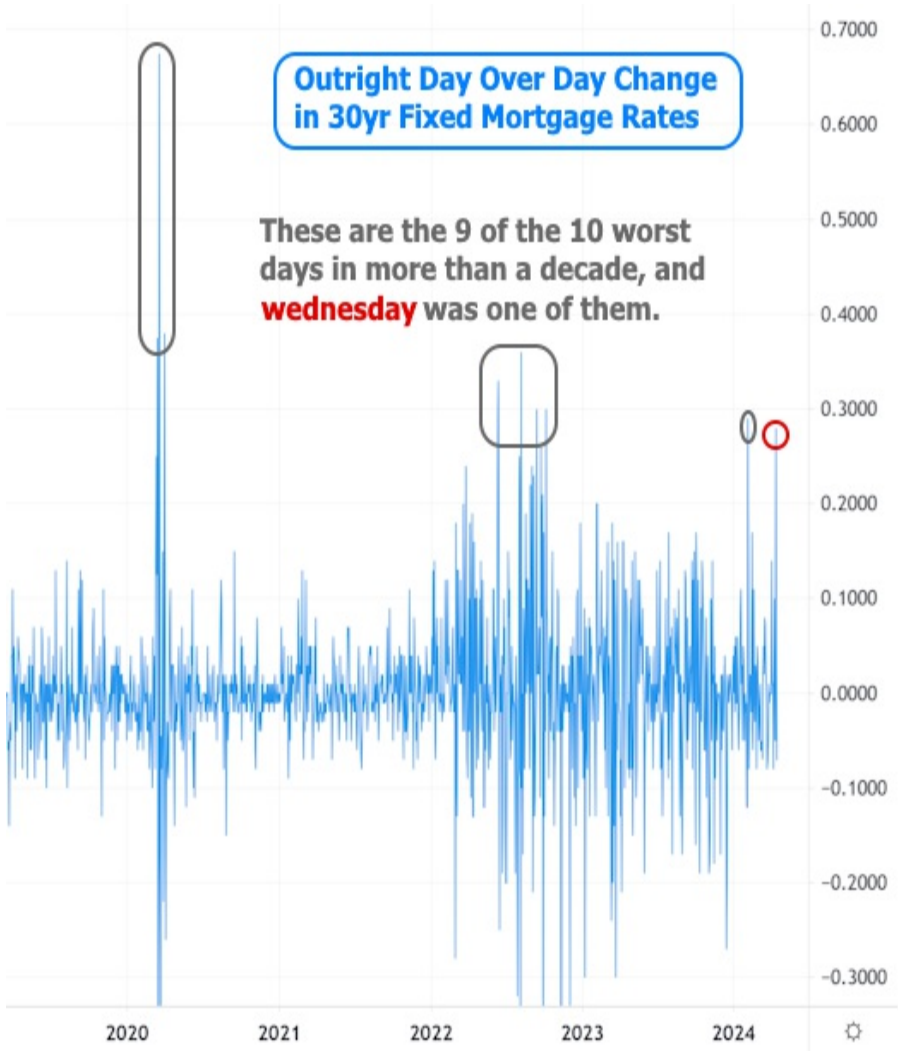 0.7000
Outright Day Over Day Change
in 30yr Fixed Mortgage Rates
0.6000
These are the 9 of the 10 worst
0.5000
days in more than a decade, and
wednesday was one of them.
0.4000
0.3000
0.2000
0.1000
0.0000
−0.1000
−0.2000
−0.3000
2020 2021 2022 2023 2024